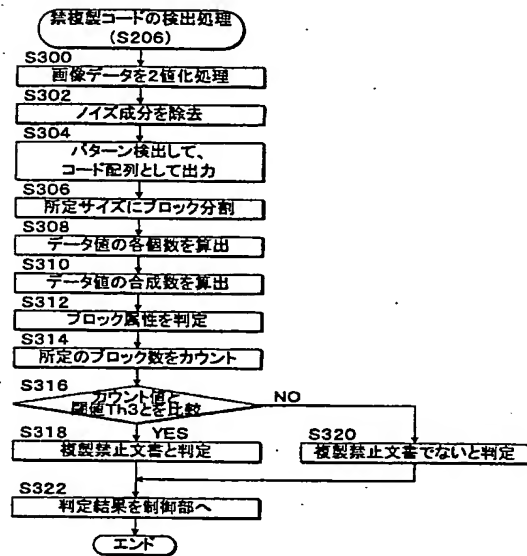 禁複製コードの検出処理
(S206)
S300
画像データを2値化処理
S302
ノイズ成分を除去
S304
パターン検出して、
コード配列として出力
S306
所定サイズにブロック分割
S308
データ値の各個数を算出
S310
データ値の合成数を算出
S312
ブロック属性を判定
S314
所定のブロック数をカウント
S316
カウント値と
閾値Th3とを比較
NO
YES
S318
複製禁止文書と判定
S320
複製禁止文書でないと判定
S322
判定結果を制御部へ
エンド